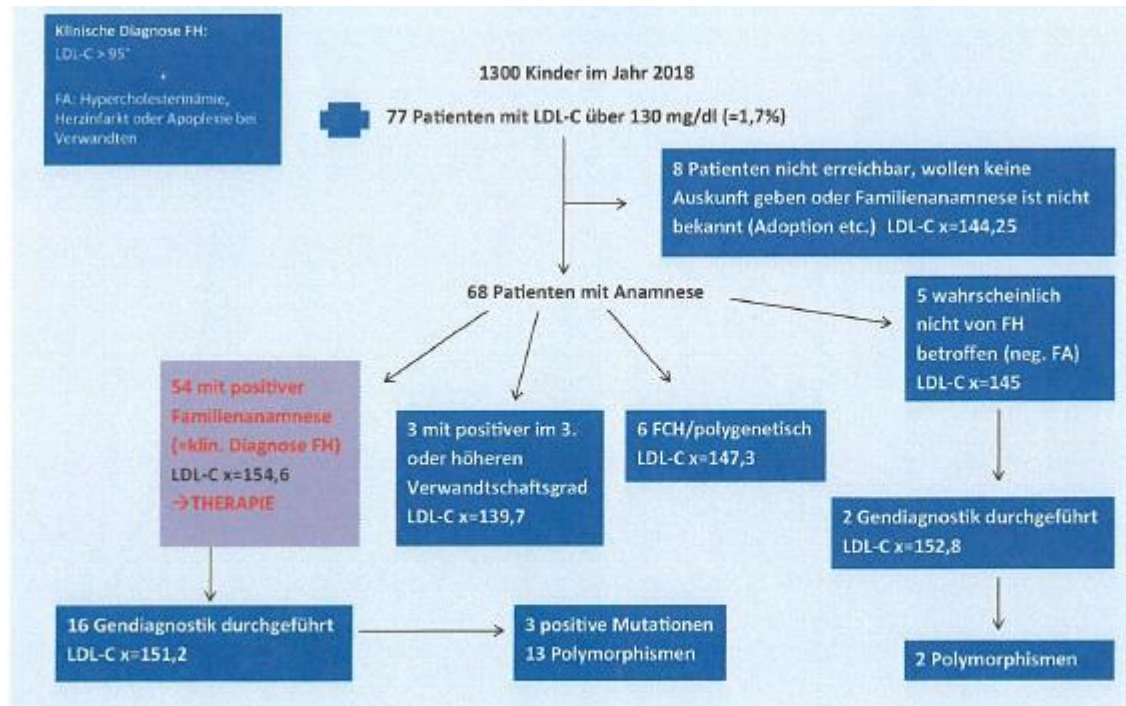 Klinische Diagnose FH:
LDL-C > 95°
+
FA: Hypercholesterinämie,
Herzinfarkt oder Apoplexie bei
Verwandten
1300 Kinder im Jahr 2018
77 Patienten mit LDL-C über 130 mg/dl (=1,7%)
8 Patienten nicht erreichbar, wollen keine
Auskunft geben oder Familienanamnese ist nicht
bekannt (Adoption etc.) LDL-C x=144,25
68 Patienten mit Anamnese
5 wahrscheinlich
nicht von FH
betroffen (neg. FA)
LDL-C x=145
54 mit positiver
Familienanamnese
(=klin. Diagnose FH)
LDL-C x=154,6
→THERAPIE
3 mit positiver im 3.
oder höheren
Verwandtschaftsgrad
LDL-C x=139,7
6 FCH/polygenetisch
LDL-C x=147,3
2 Gendiagnostik durchgeführt
LDL-C x=152,8
16 Gendiagnostik durchgeführt
LDL-C x=151,2
3 positive Mutationen
13 Polymorphismen
2 Polymorphismen